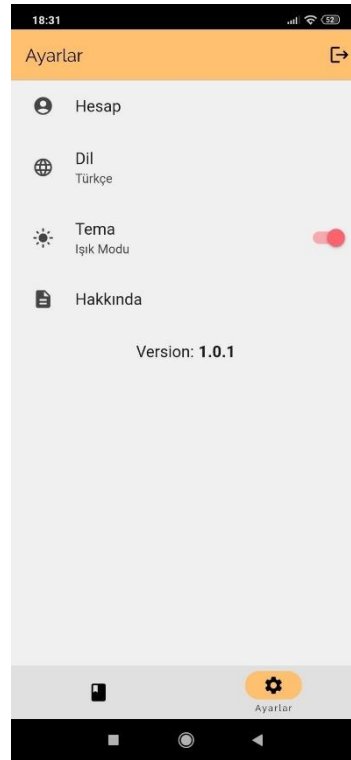 18:31
52
Ayarlar
Hesap
Dil
Türkçe
Tema
Işık Modu
Hakkında
Version: 1.0.1
Ayarlar